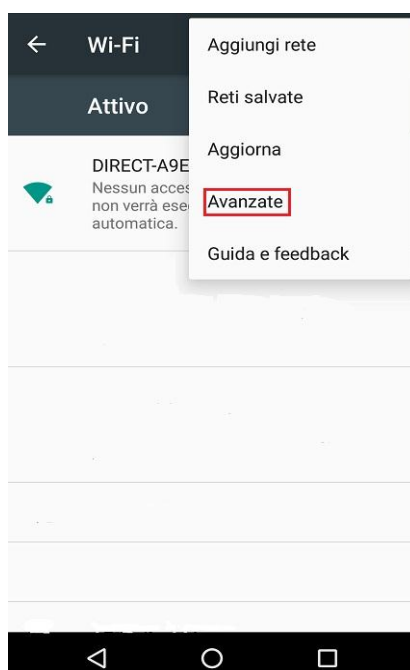 Wi-Fi
Aggiungi rete
Attivo
Reti salvate
Aggiorna
DIRECT-A9E
Nessun acces
Avanzate
non verrà ese
automatica.
Guida e feedback